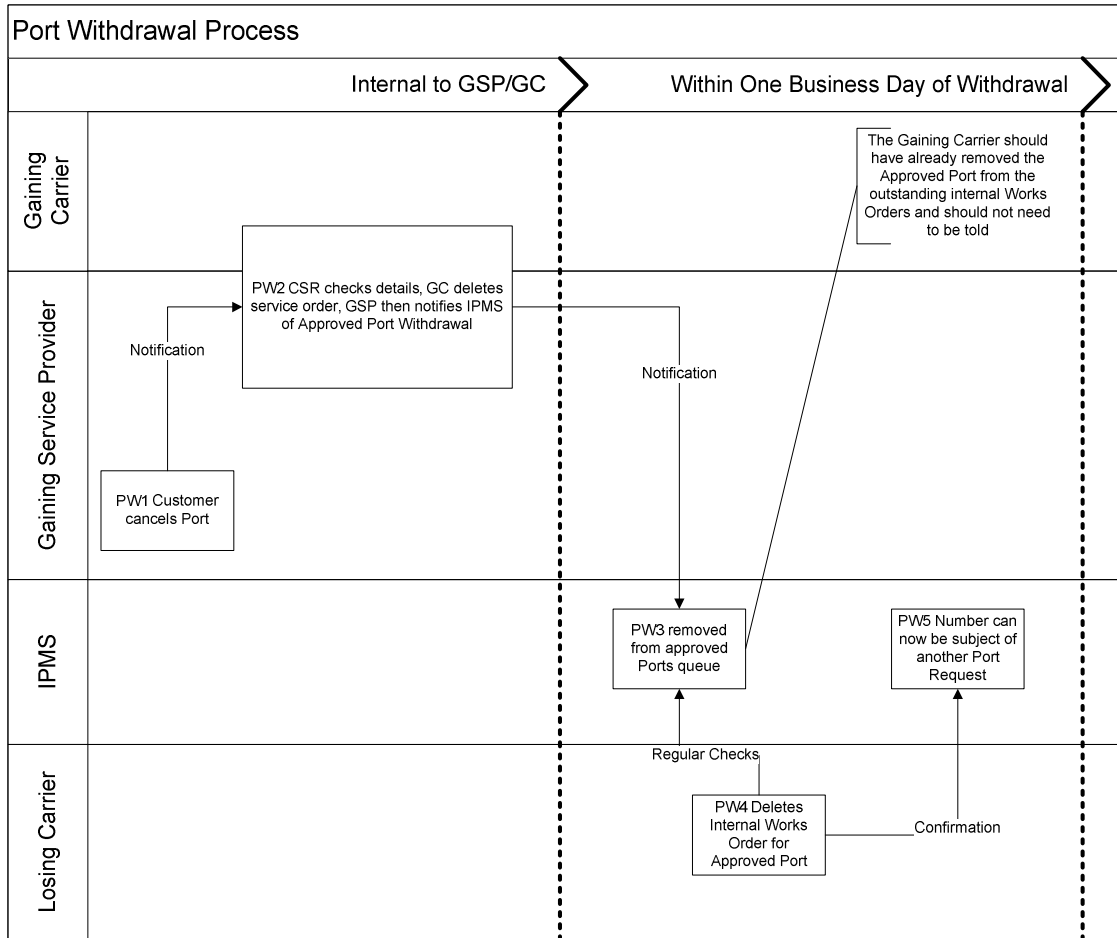 Port Withdrawal Process
Internal to GSP/GC
Within One Business Day of Withdrawal
Gaining
Carrier
The Gaining Carrier should
have already removed the
Approved Port from the
outstanding internal Works
Orders and should not need
to be told
Gaining Service Provider
PW2 CSR checks details, GC deletes
service order, GSP then notifies IPMS
of Approved Port Withdrawal
Notification
Notification
PW1 Customer
cancels Port
IPMS
PW3 removed
from approved
Ports queue
PW5 Number can
now be subject of
another Port
Request
Losing Carrier
Regular Checks
PW4 Deletes
Internal Works
Order for
Approved Port
Confirmation